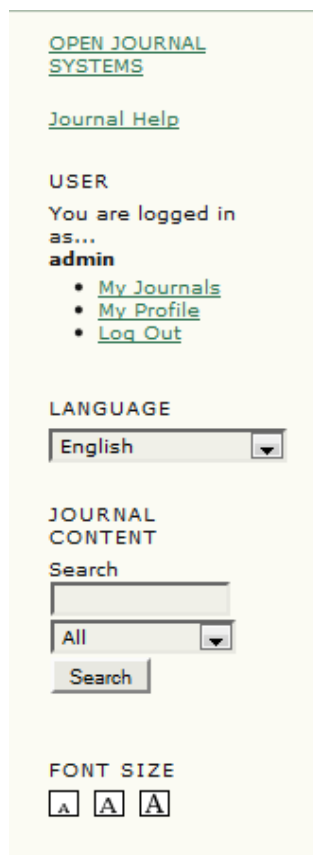 OPEN JOURNAL
SYSTEMS
Journal Help
USER
You are logged in
as...
admin
My Journals
My Profile
Log Out
LANGUAGE
English
JOURNAL
CONTENT
Search
All
Search
FONT SIZE
A A A